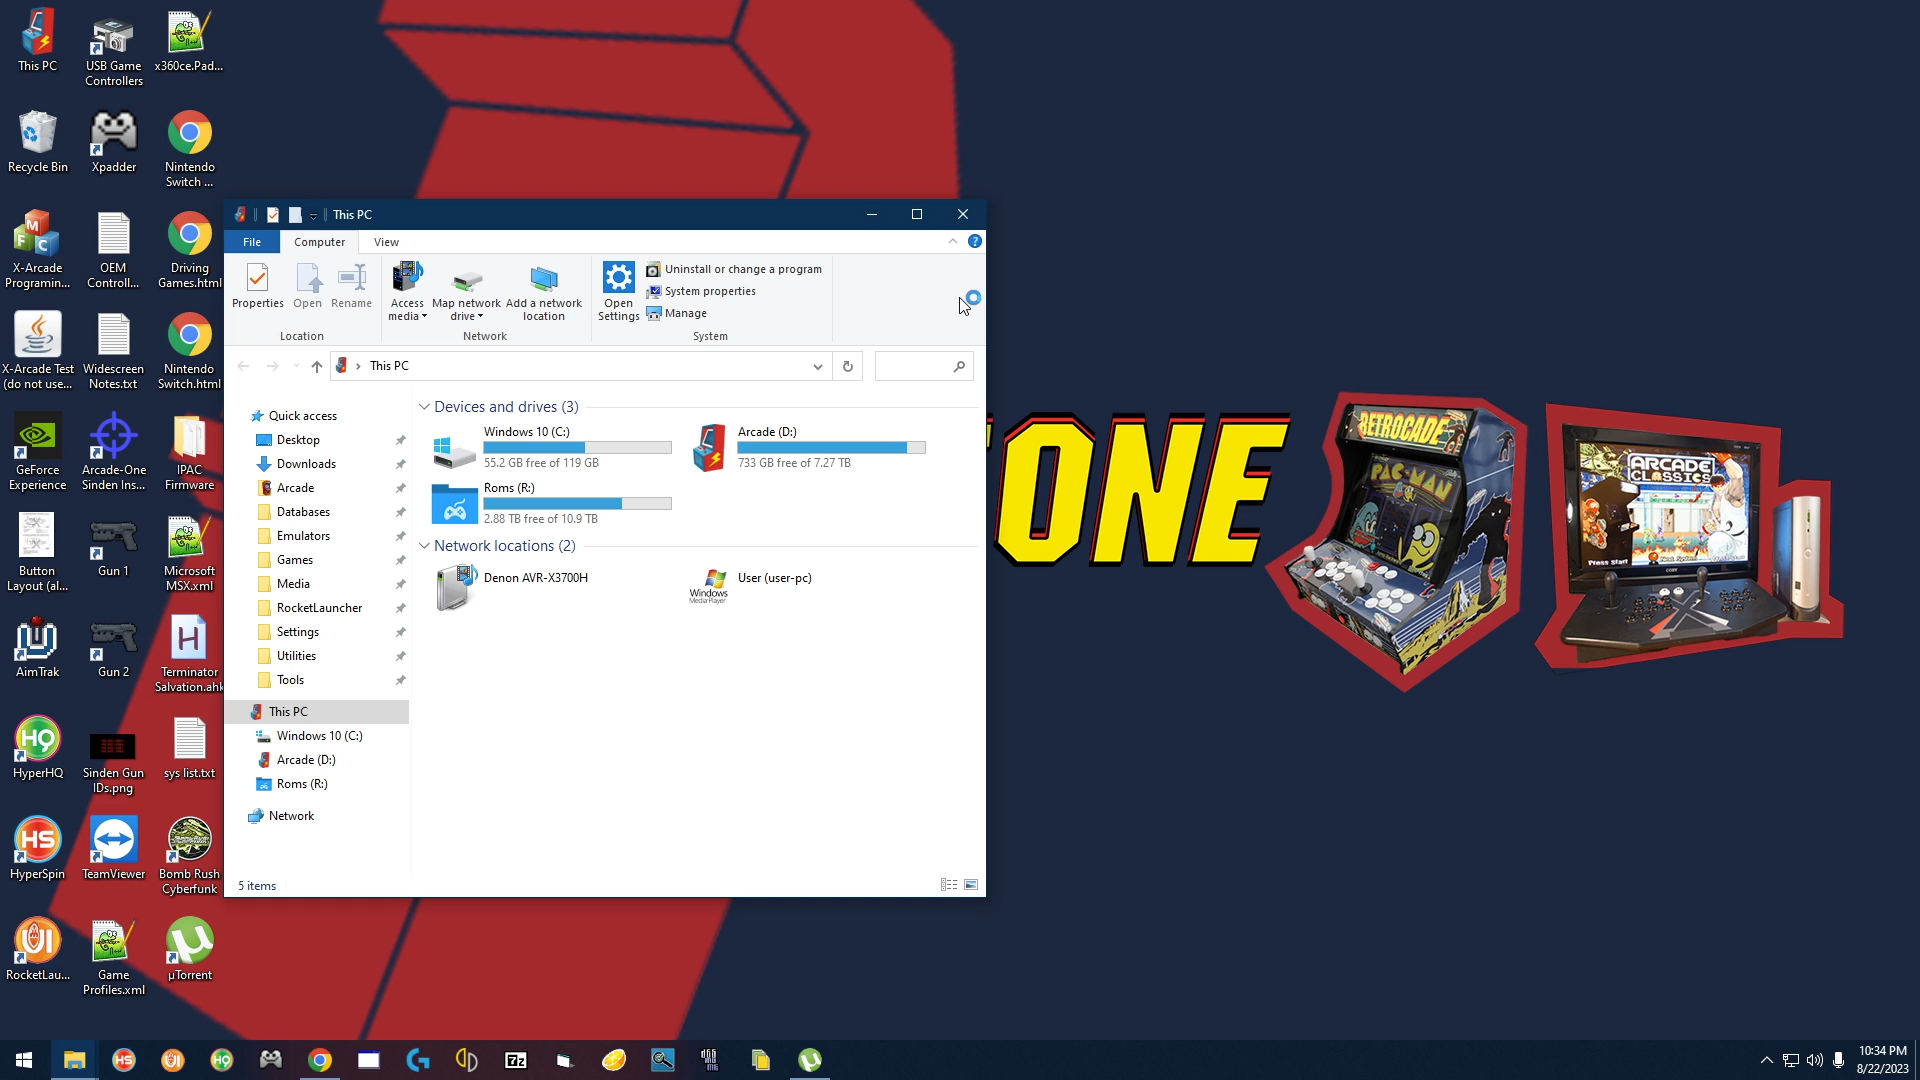 This PC
USB Game
Controllers
x360ce.Pad...
Recycle Bin
Xpadder
Nintendo
Switch ...
X-Arcade
Programin...
OEM
Controll...
Driving
Games.html
X-Arcade Test
(do not use...
Widescreen
Notes.txt
Nintendo
Switch.html
GeForce
Experience
Arcade-One
Sinden Ins...
IPAC
Firmware
Button
Layout (al...
Gun 1
Microsoft
MSX.xml
AimTrak
Gun 2
Terminator
Salvation.ahk
HyperHQ
Sinden Gun
IDs.png
sys list.txt
HyperSpin
TeamViewer
Bomb Rush
Cyberfunk
RocketLau...
Game
Profiles.xml
µTorrent
This PC
File
Computer
View
Properties
Open
Rename
Location
Access
media
Map network
drive
Add a network
location
Network
Open
Settings
Uninstall or change a program
System properties
Manage
System
This PC
Quick access
Desktop
Downloads
Arcade
Databases
Emulators
Games
Media
RocketLauncher
Settings
Utilities
Tools
This PC
Windows 10 (C:)
Arcade (D:)
Roms (R:)
Network
Devices and drives (3)
Windows 10 (C:)
55.2 GB free of 119 GB
Arcade (D:)
733 GB free of 7.27 TB
Roms (R:)
2.88 TB free of 10.9 TB
Network locations (2)
Denon AVR-X3700H
User (user-pc)
Windows
Media Player
5 items
ONE
RETROCADE
PAC-MAN
ARCADE
CLASSICS
Press Start
10:34 PM
8/22/2023